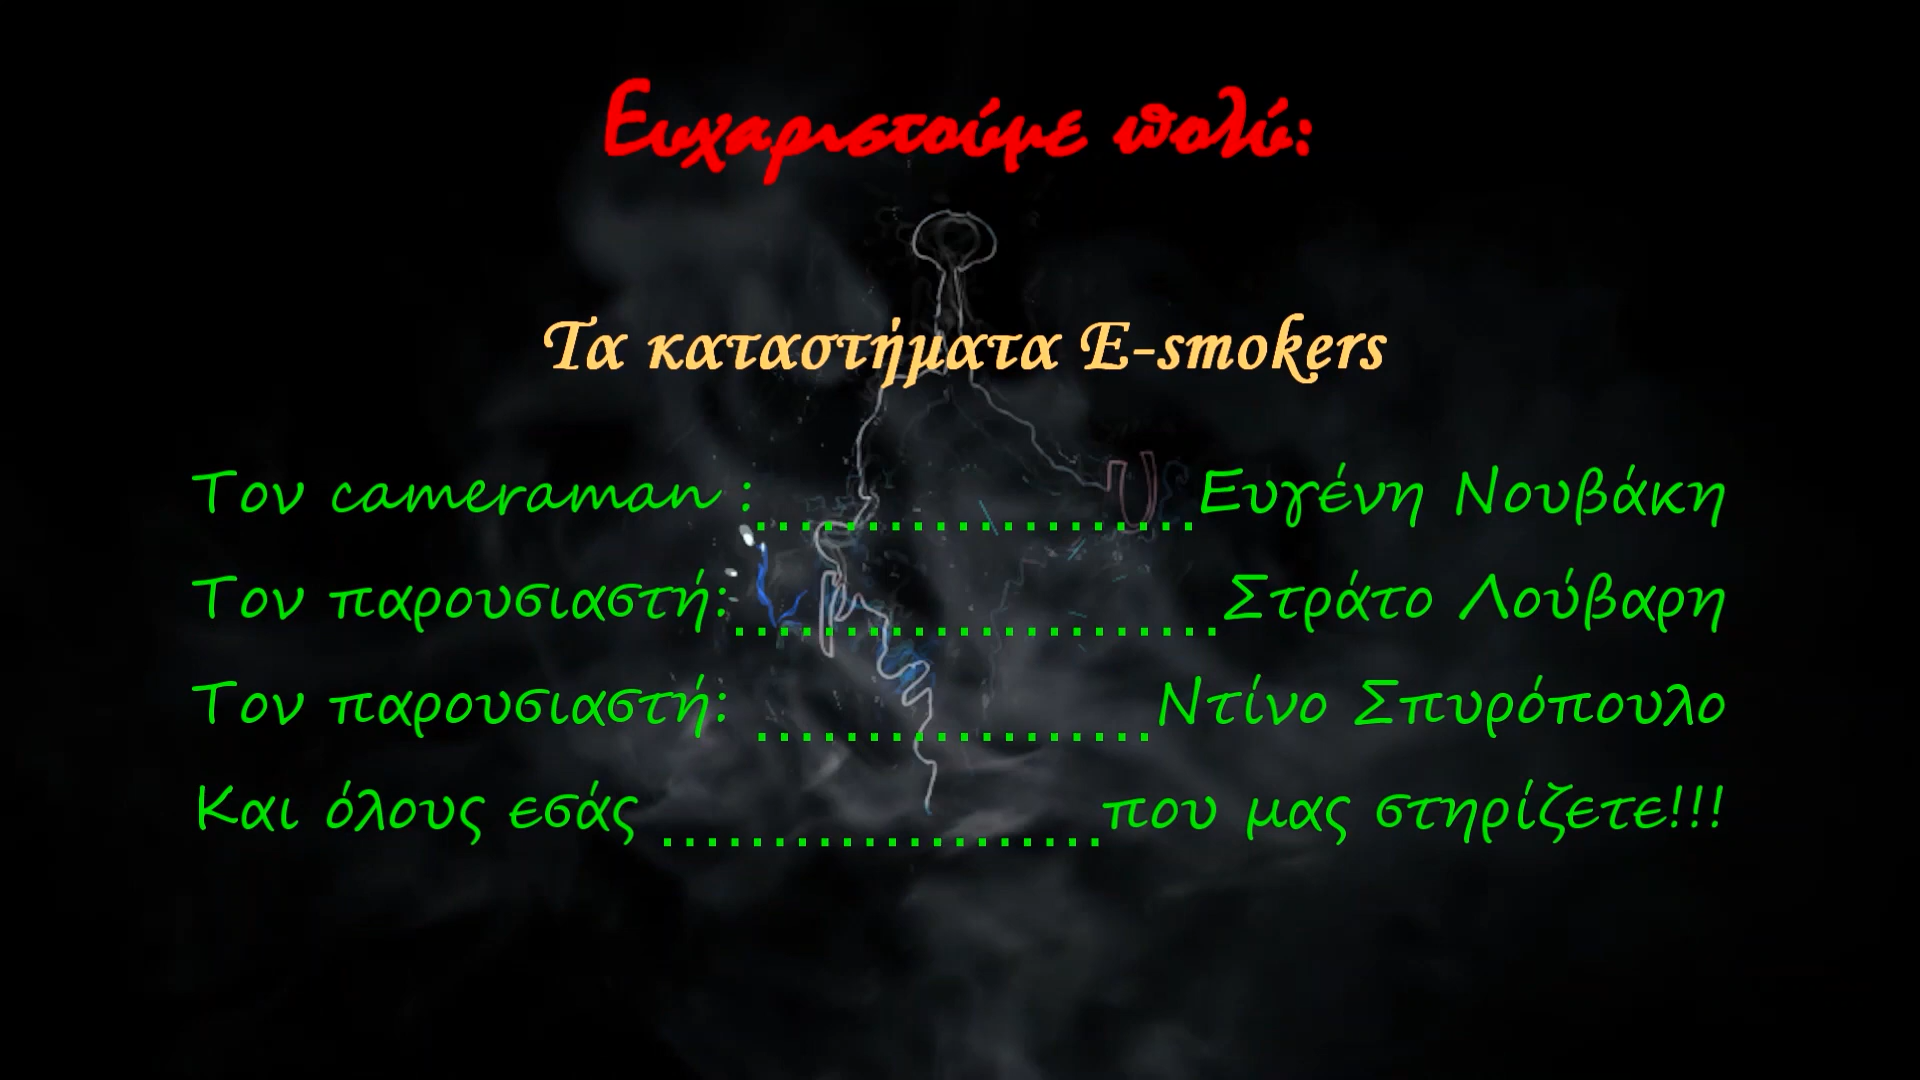 Ευχαριστούμε πολύ:
Τα καταστήματα E-smokers
Τον cameraman :....................Ευγένη Νουβάκη
Τον παρουσιαστή:......................Στράτο Λούβαρη
Τον παρουσιαστή: ..................Ντίνο Σπυρόπουλο
Και όλους εσάς ....................που μας στηρίζετε!!!